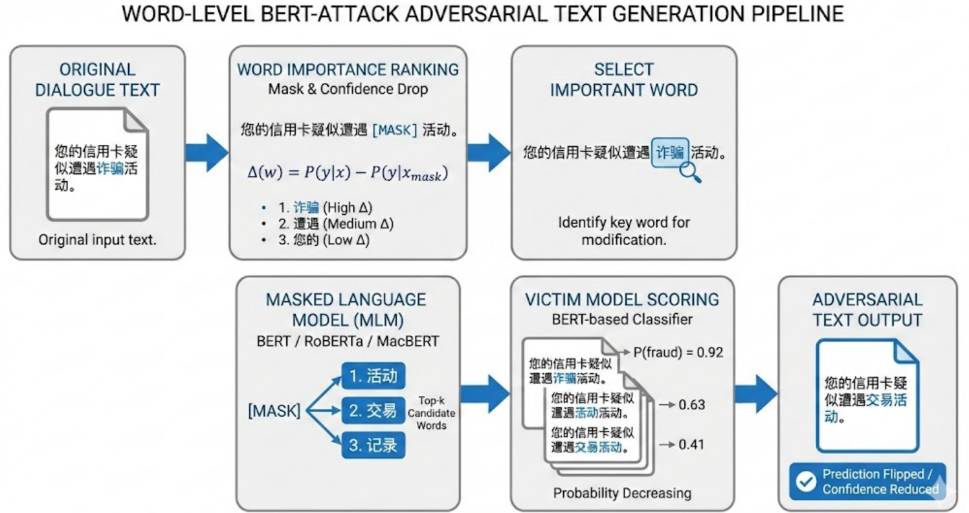 WORD-LEVEL BERT-ATTACK ADVERSARIAL TEXT GENERATION PIPELINE
ORIGINAL
DIALOGUE TEXT
您的信用卡疑
似遭遇诈骗活
动。
Original input text.
WORD IMPORTANCE RANKING
Mask & Confidence Drop
您的信用卡疑似遭遇 [MASK] 活动。
Δ(w) = P(y|x) − P(y|x_mask)
• 1. 诈骗 (High Δ)
• 2. 遭遇 (Medium Δ)
• 3. 您的 (Low Δ)
SELECT
IMPORTANT WORD
您的信用卡疑似遭遇 诈骗 活动。
Identify key word for
modification.
MASKED LANGUAGE
MODEL (MLM)
BERT / RoBERTa / MacBERT
[MASK]
1. 活动
2. 交易
3. 记录
Top-k
Candidate
Words
VICTIM MODEL SCORING
BERT-based Classifier
您的信用卡疑似
遭遇诈骗活动。
P(fraud) = 0.92
您的信用卡疑似
遭遇活动活动。
0.63
您的信用卡疑似
遭遇交易活动。
0.41
Probability Decreasing
ADVERSARIAL
TEXT OUTPUT
您的信用卡疑
似遭遇交易活
动。
Prediction Flipped /
Confidence Reduced